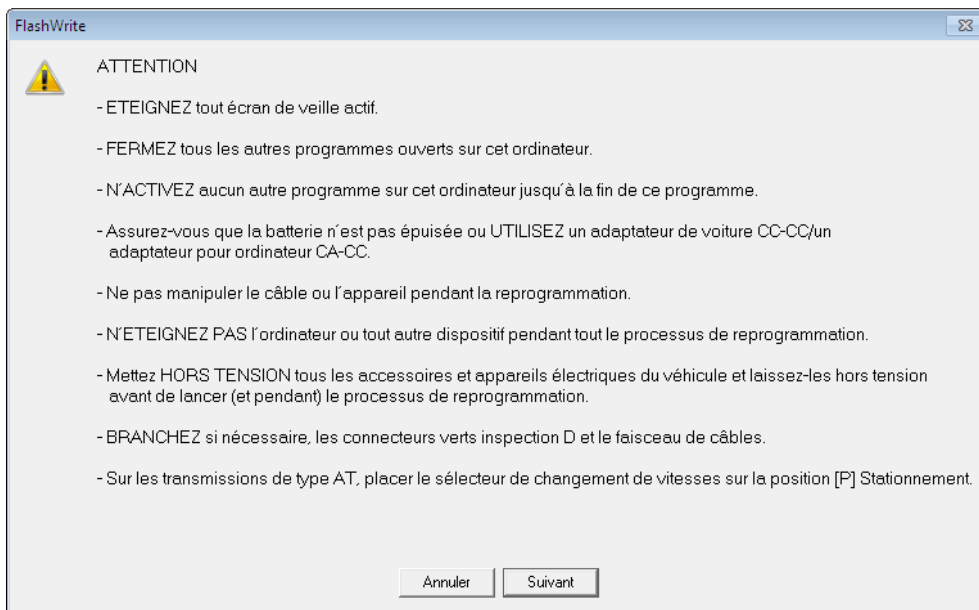 FlashWrite
ATTENTION
- ETEIGNEZ tout écran de veille actif.
- FERMEZ tous les autres programmes ouverts sur cet ordinateur.
- N´ACTIVEZ aucun autre programme sur cet ordinateur jusqu´à la fin de ce programme.
- Assurez-vous que la batterie n´est pas épuisée ou UTILISEZ un adaptateur de voiture CC-CC/un
adaptateur pour ordinateur CA-CC.
- Ne pas manipuler le câble ou l´appareil pendant la reprogrammation.
- N´ETEIGNEZ PAS l´ordinateur ou tout autre dispositif pendant tout le processus de reprogrammation.
- Mettez HORS TENSION tous les accessoires et appareils électriques du véhicule et laissez-les hors tension
avant de lancer (et pendant) le processus de reprogrammation.
- BRANCHEZ si nécessaire, les connecteurs verts inspection D et le faisceau de câbles.
- Sur les transmissions de type AT, placer le sélecteur de changement de vitesses sur la position [P] Stationnement.
Annuler
Suivant